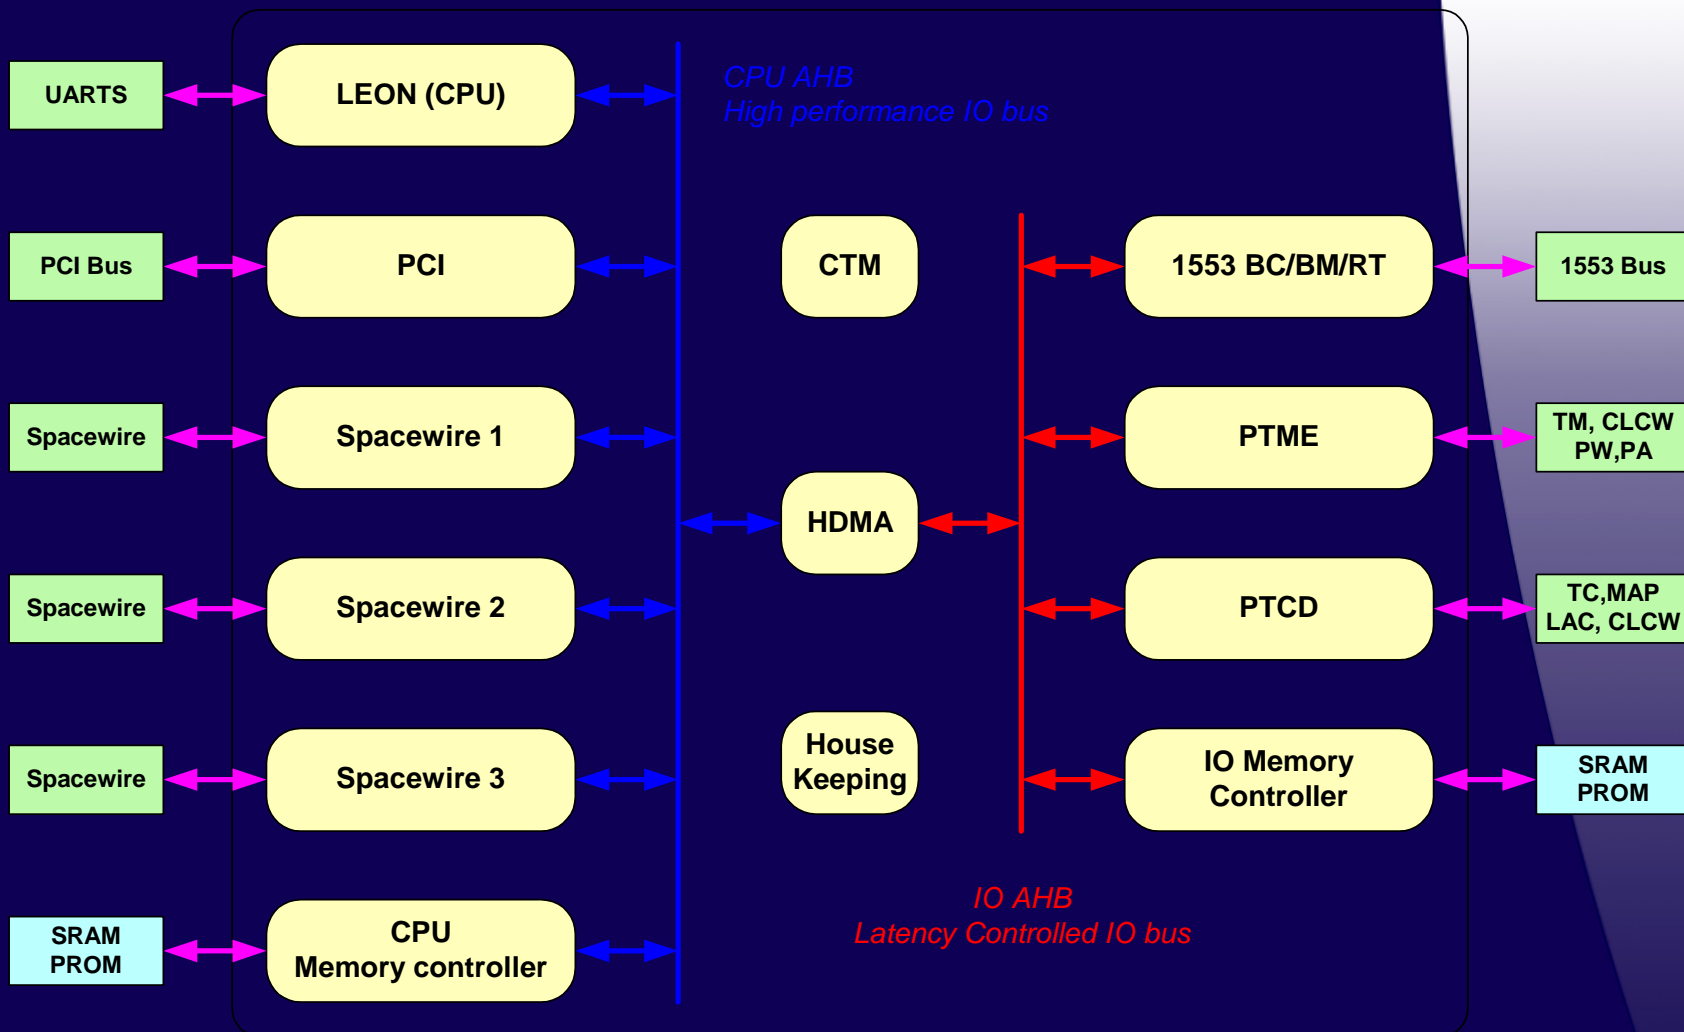 UARTS
LEON (CPU)
CPU AHB
High performance IO bus
PCI Bus
PCI
CTM
1553 BC/BM/RT
1553 Bus
Spacewire
Spacewire 1
PTME
TM, CLCW
PW,PA
HDMA
Spacewire
Spacewire 2
PTCD
TC,MAP
LAC, CLCW
Spacewire
Spacewire 3
House
Keeping
IO Memory
Controller
SRAM
PROM
IO AHB
Latency Controlled IO bus
SRAM
PROM
CPU
Memory controller